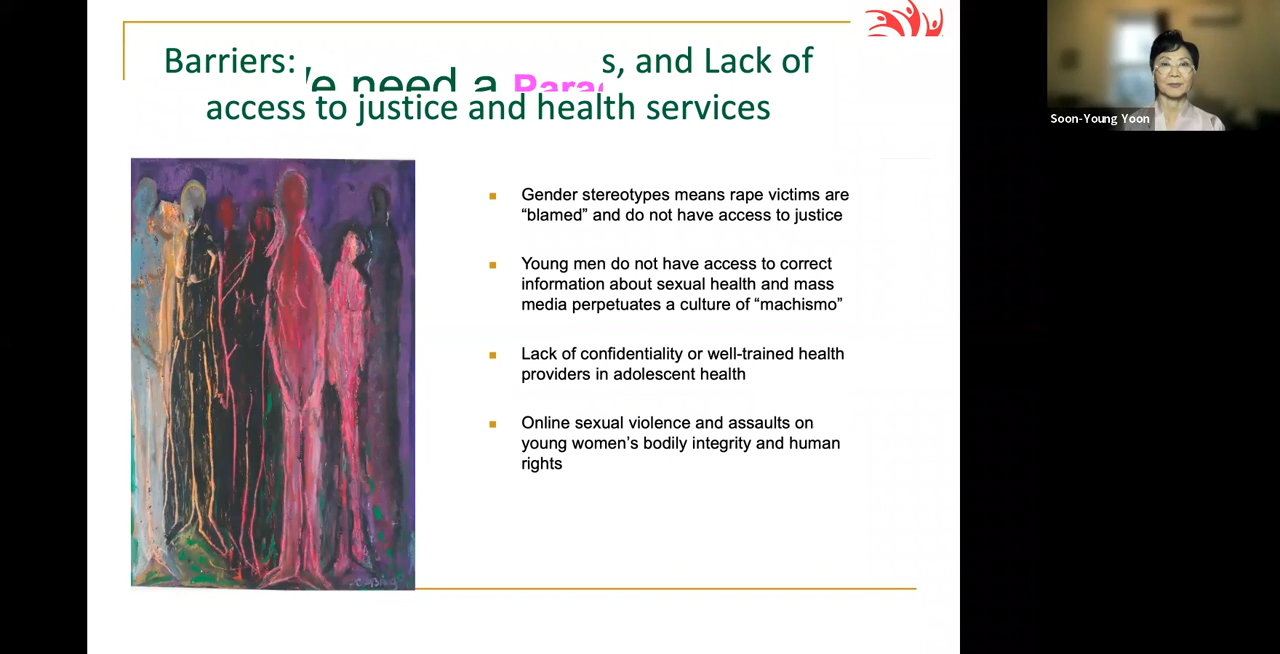 Barriers: s, and Lack of
e need a Para
access to justice and health services
Gender stereotypes means rape victims are
“blamed” and do not have access to justice
Young men do not have access to correct
information about sexual health and mass
media perpetuates a culture of “machismo”
Lack of confidentiality or well-trained health
providers in adolescent health
Online sexual violence and assaults on
young women’s bodily integrity and human
rights
Soon-Young Yoon